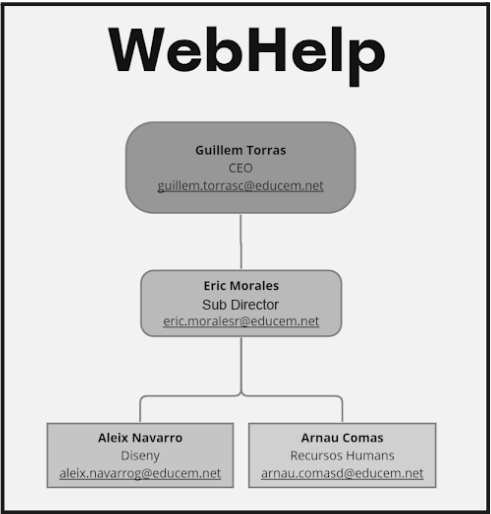 WebHelp
Guillem Torras
CEO
guillem.torrasc@educem.net
Eric Morales
Sub Director
eric.moralesr@educem.net
Aleix Navarro
Diseny
aleix.navarrog@educem.net
Arnau Comas
Recursos Humans
arnau.comasd@educem.net